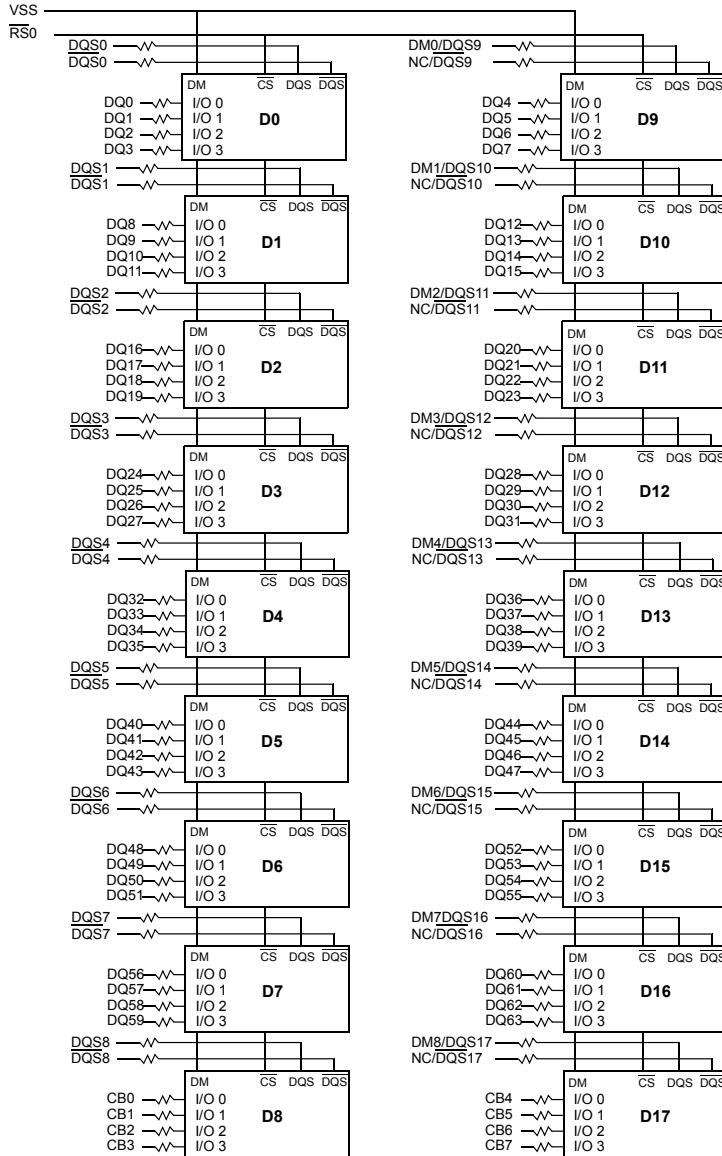 VSS
RS0
DQS0
DQS0
DM CS DQS DQS
DQ0 I/O 0
DQ1 I/O 1
DQ2 I/O 2
DQ3 I/O 3
D0
DQS1
DQS1
DM CS DQS DQS
DQ8 I/O 0
DQ9 I/O 1
DQ10 I/O 2
DQ11 I/O 3
D1
DQS2
DQS2
DM CS DQS DQS
DQ16 I/O 0
DQ17 I/O 1
DQ18 I/O 2
DQ19 I/O 3
D2
DQS3
DQS3
DM CS DQS DQS
DQ24 I/O 0
DQ25 I/O 1
DQ26 I/O 2
DQ27 I/O 3
D3
DQS4
DQS4
DM CS DQS DQS
DQ32 I/O 0
DQ33 I/O 1
DQ34 I/O 2
DQ35 I/O 3
D4
DQS5
DQS5
DM CS DQS DQS
DQ40 I/O 0
DQ41 I/O 1
DQ42 I/O 2
DQ43 I/O 3
D5
DQS6
DQS6
DM CS DQS DQS
DQ48 I/O 0
DQ49 I/O 1
DQ50 I/O 2
DQ51 I/O 3
D6
DQS7
DQS7
DM CS DQS DQS
DQ56 I/O 0
DQ57 I/O 1
DQ58 I/O 2
DQ59 I/O 3
D7
DQS8
DQS8
DM CS DQS DQS
CB0 I/O 0
CB1 I/O 1
CB2 I/O 2
CB3 I/O 3
D8
DM0/DQS9
NC/DQS9
DM CS DQS DQS
DQ4 I/O 0
DQ5 I/O 1
DQ6 I/O 2
DQ7 I/O 3
D9
DM1/DQS10
NC/DQS10
DM CS DQS DQS
DQ12 I/O 0
DQ13 I/O 1
DQ14 I/O 2
DQ15 I/O 3
D10
DM2/DQS11
NC/DQS11
DM CS DQS DQS
DQ20 I/O 0
DQ21 I/O 1
DQ22 I/O 2
DQ23 I/O 3
D11
DM3/DQS12
NC/DQS12
DM CS DQS DQS
DQ28 I/O 0
DQ29 I/O 1
DQ30 I/O 2
DQ31 I/O 3
D12
DM4/DQS13
NC/DQS13
DM CS DQS DQS
DQ36 I/O 0
DQ37 I/O 1
DQ38 I/O 2
DQ39 I/O 3
D13
DM5/DQS14
NC/DQS14
DM CS DQS DQS
DQ44 I/O 0
DQ45 I/O 1
DQ46 I/O 2
DQ47 I/O 3
D14
DM6/DQS15
NC/DQS15
DM CS DQS DQS
DQ52 I/O 0
DQ53 I/O 1
DQ54 I/O 2
DQ55 I/O 3
D15
DM7DQS16
NC/DQS16
DM CS DQS DQS
DQ60 I/O 0
DQ61 I/O 1
DQ62 I/O 2
DQ63 I/O 3
D16
DM8/DQS17
NC/DQS17
DM CS DQS DQS
CB4 I/O 0
CB5 I/O 1
CB6 I/O 2
CB7 I/O 3
D17